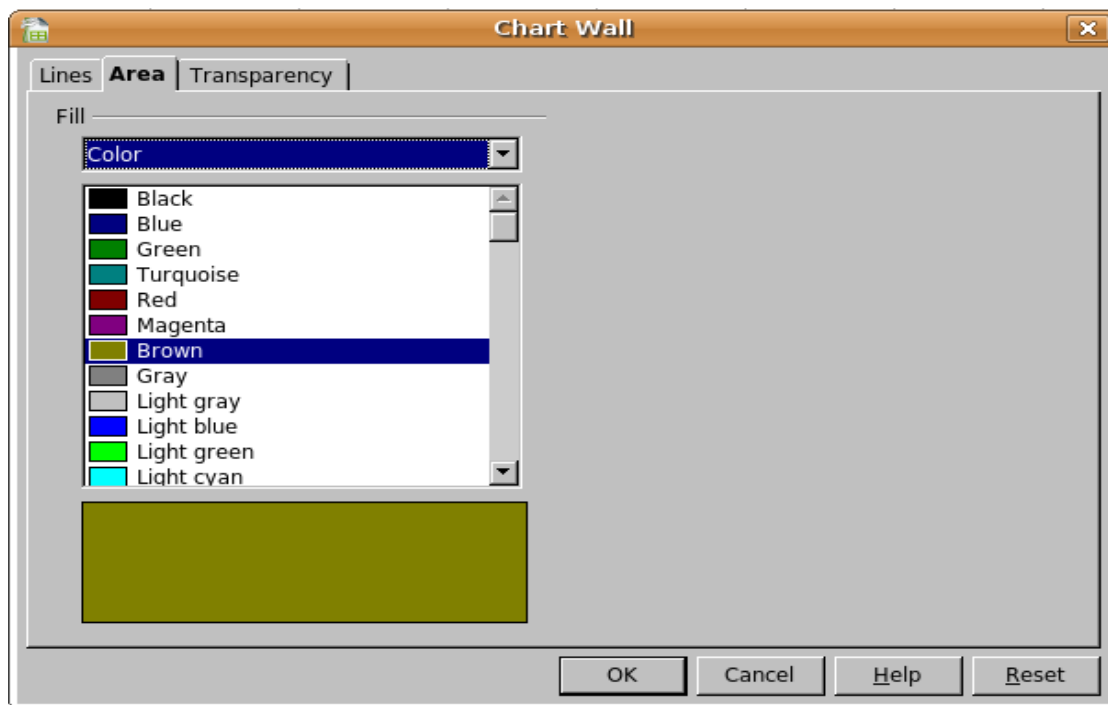 Chart Wall
Lines Area Transparency
Fill
Color
Black
Blue
Green
Turquoise
Red
Magenta
Brown
Gray
Light gray
Light blue
Light green
Light cyan
OK Cancel Help Reset